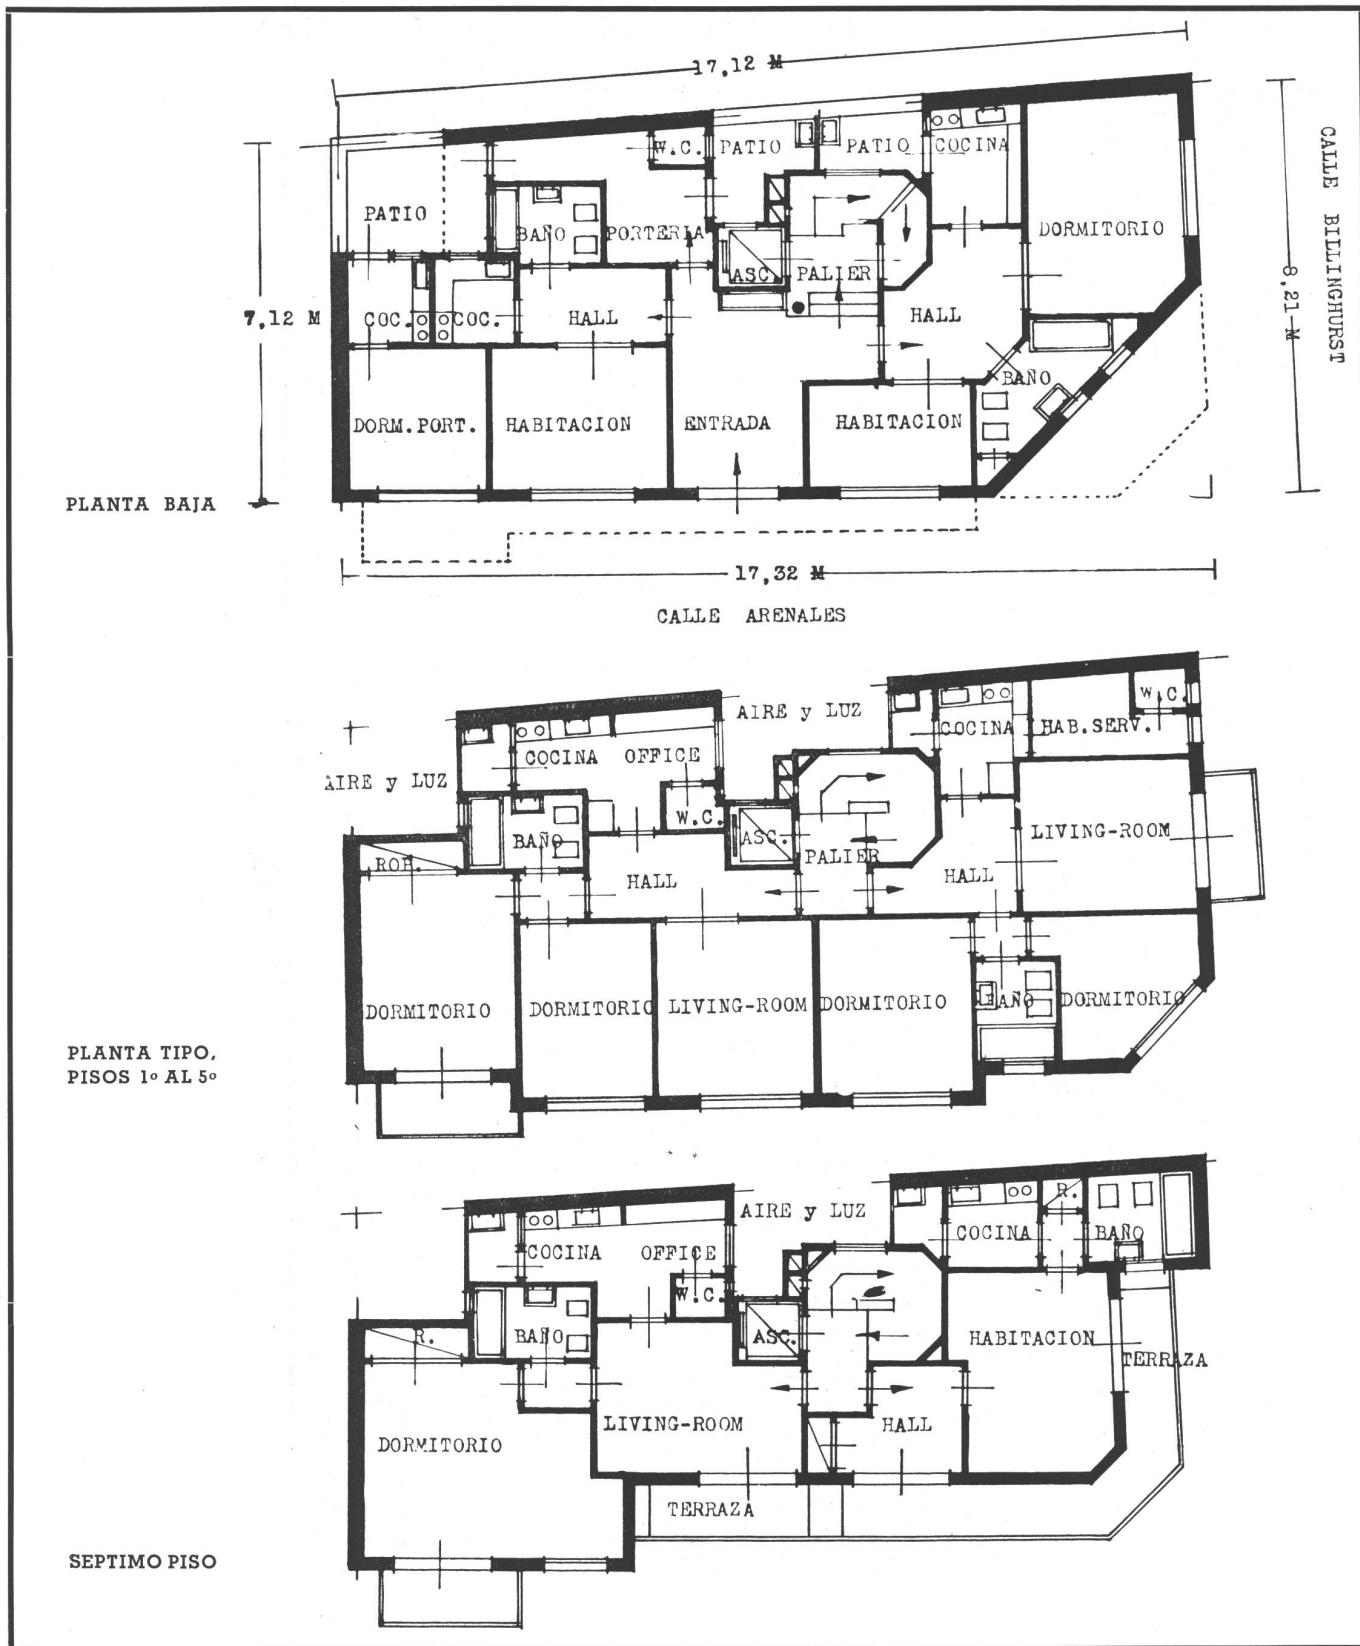 17,12 M
W.C.
PATIO
PATIO
COCINA
CALLE BILLINGHURST
PATIO
BAÑO
PORTERIA
DORMITORIO
ASC.
PALIER
8,21 M
7,12 M
COC.
COC.
HALL
HALL
BAÑO
DORM.PORT.
HABITACION
ENTRADA
HABITACION
PLANTA BAJA
17,32 M
CALLE ARENALES
AIRE y LUZ
W.C.
COCINA
HAB.SERV.
COCINA
OFFICE
AIRE y LUZ
W.C.
LIVING-ROOM
BAÑO
ASC.
PALIER
ROP.
HALL
HALL
DORMITORIO
DORMITORIO
LIVING-ROOM
DORMITORIO
BAÑO
DORMITORIO
PLANTA TIPO,
PISOS 1º AL 5º
AIRE y LUZ
R.
COCINA
BAÑO
COCINA
OFFICE
W.C.
R.
BAÑO
ASC.
HABITACION
TERRAZA
LIVING-ROOM
HALL
DORMITORIO
TERRAZA
SEPTIMO PISO